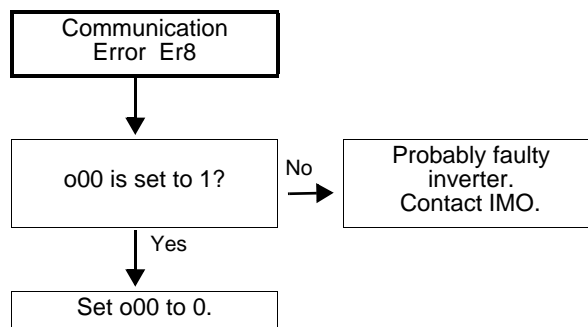 Communication
Error Er8
o00 is set to 1?
No
Probably faulty
inverter.
Contact IMO.
Yes
Set o00 to 0.